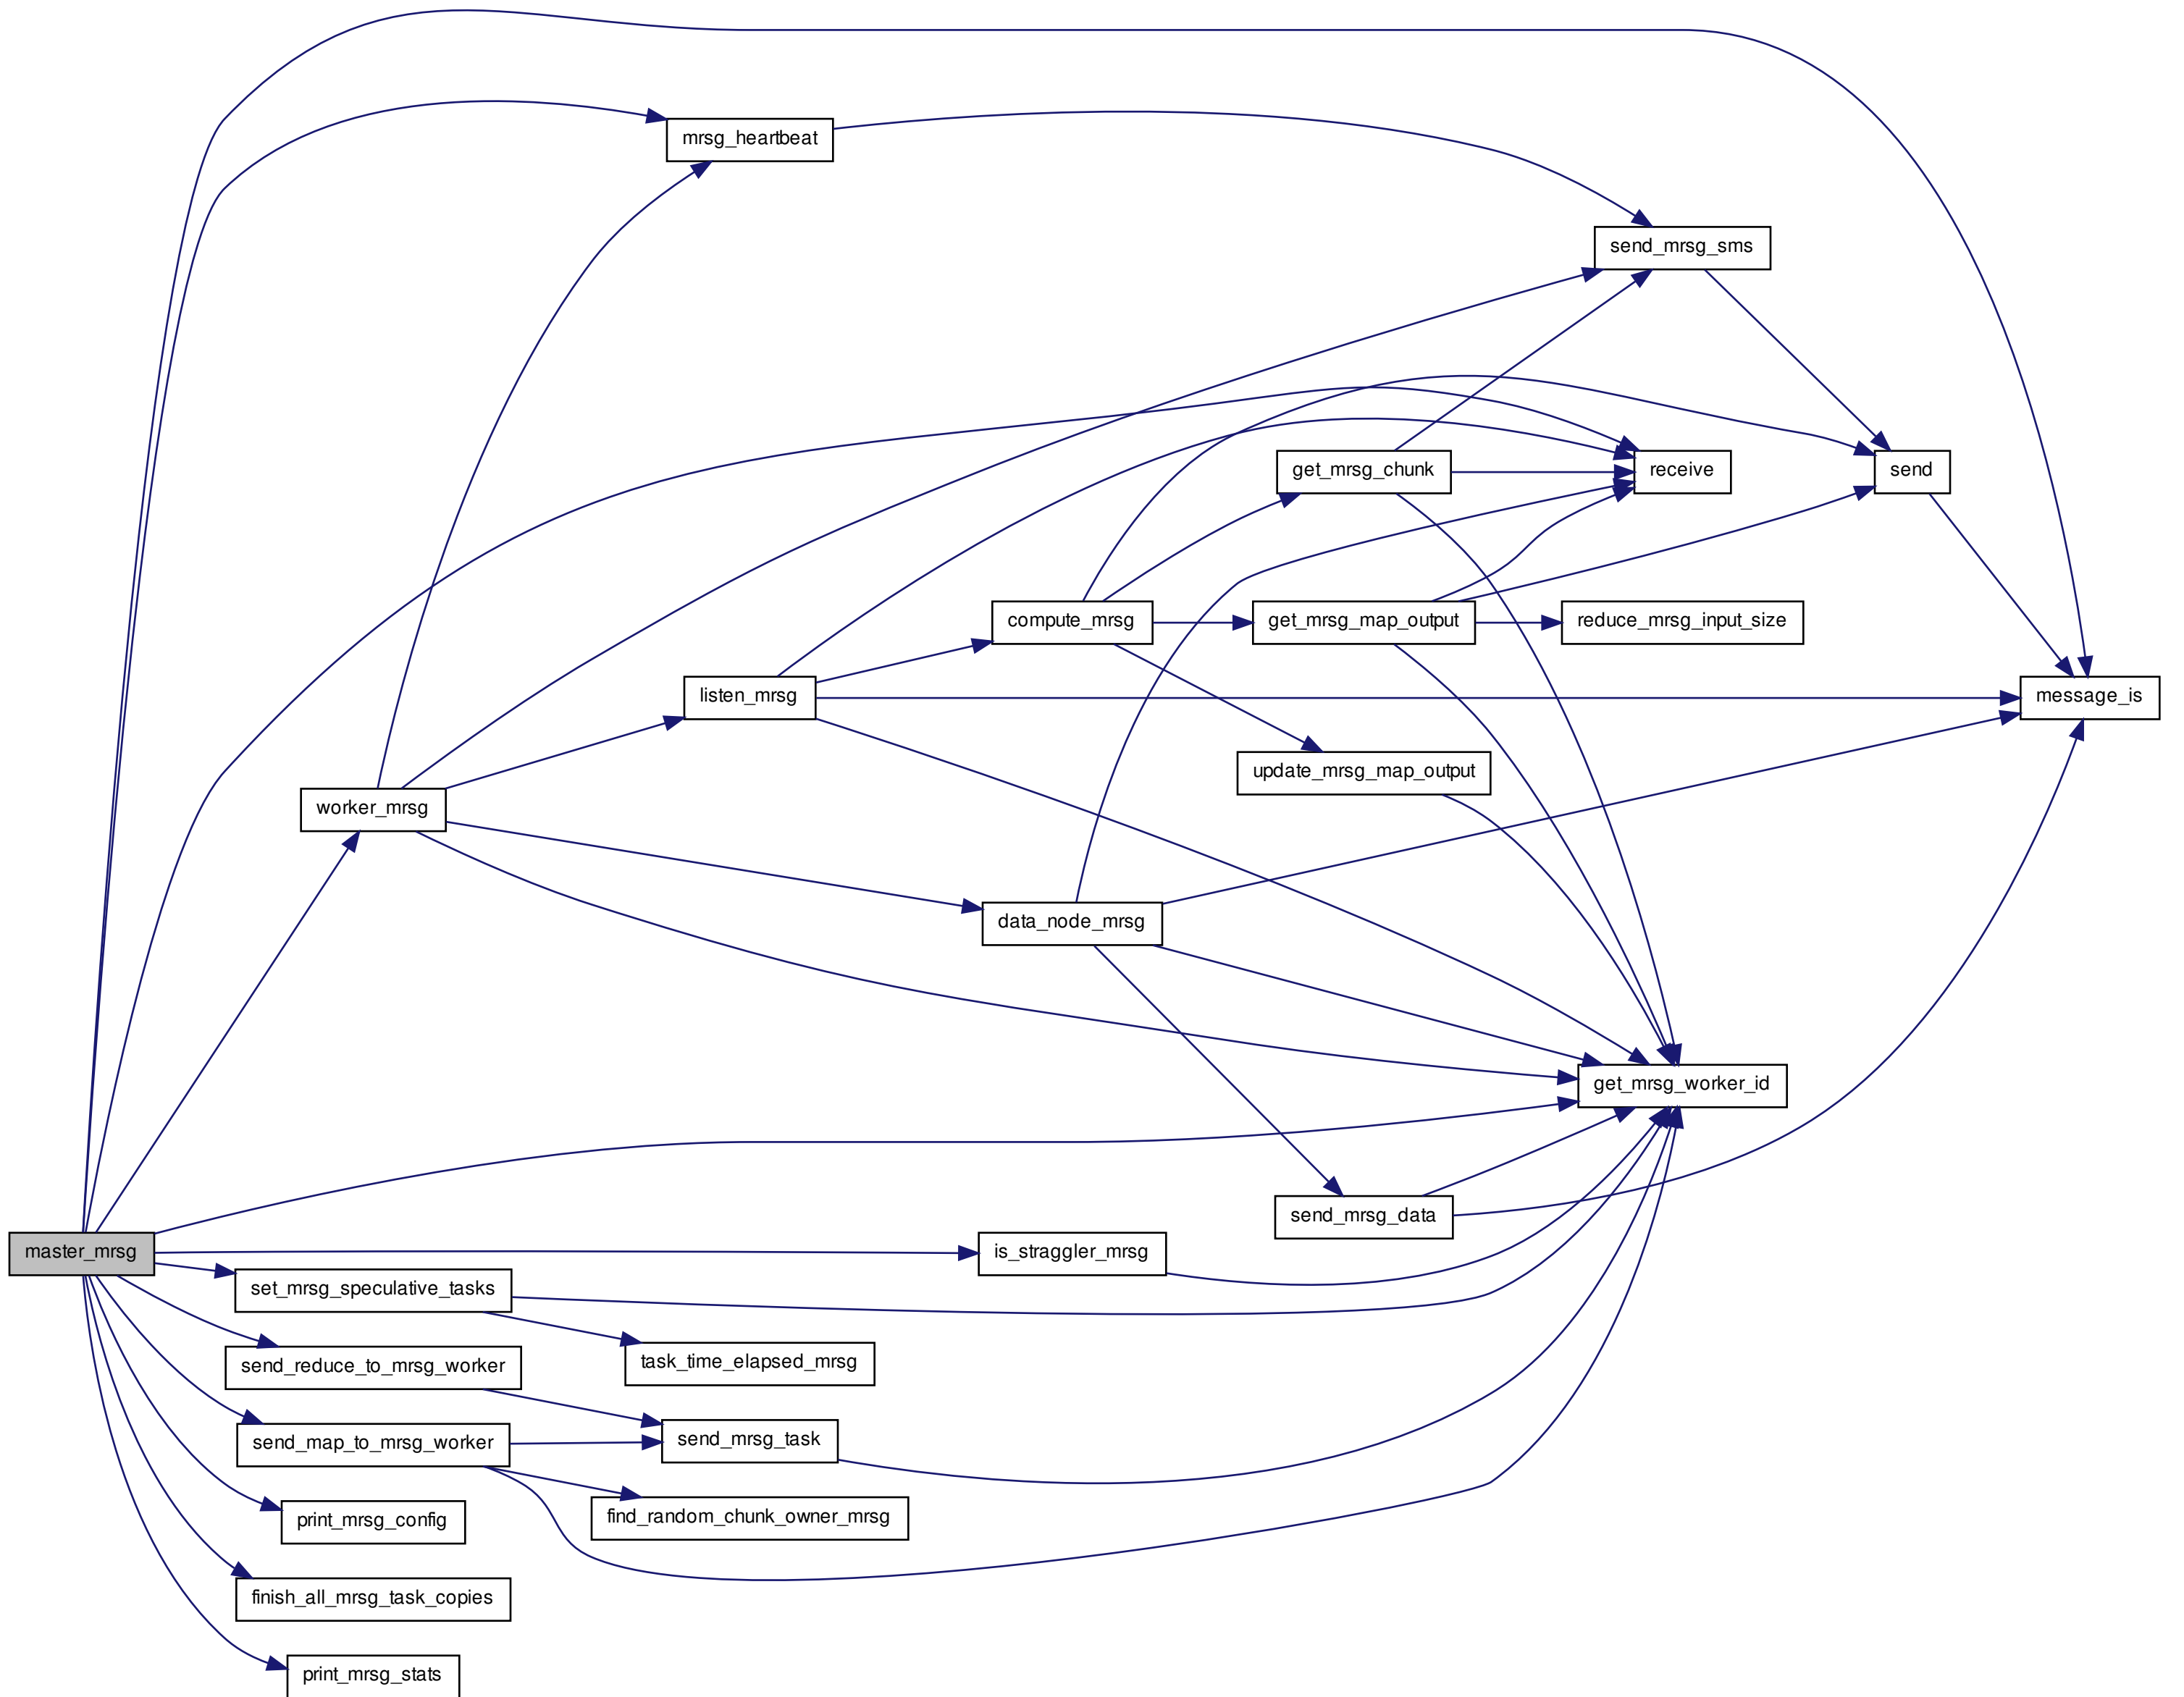 mrsg_heartbeat
send_mrsg_sms
get_mrsg_chunk
receive
send
compute_mrsg
get_mrsg_map_output
reduce_mrsg_input_size
listen_mrsg
message_is
update_mrsg_map_output
worker_mrsg
data_node_mrsg
get_mrsg_worker_id
send_mrsg_data
master_mrsg
is_straggler_mrsg
set_mrsg_speculative_tasks
task_time_elapsed_mrsg
send_reduce_to_mrsg_worker
send_mrsg_task
send_map_to_mrsg_worker
find_random_chunk_owner_mrsg
print_mrsg_config
finish_all_mrsg_task_copies
print_mrsg_stats